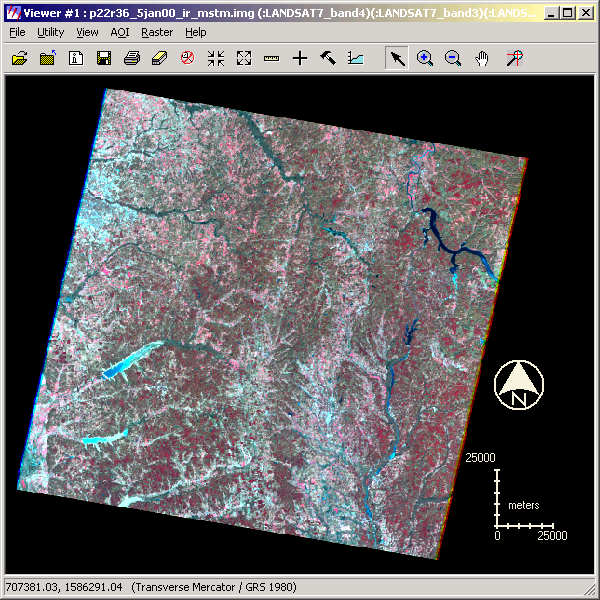 Viewer #1 : p22r36_5jan00_ir_mstm.img (:LANDSAT7_band4)(:LANDSAT7_band3)(:LANDS...
File Utility View AOI Raster Help
N
25000
meters
0 25000
707381.03, 1586291.04 (Transverse Mercator / GRS 1980)